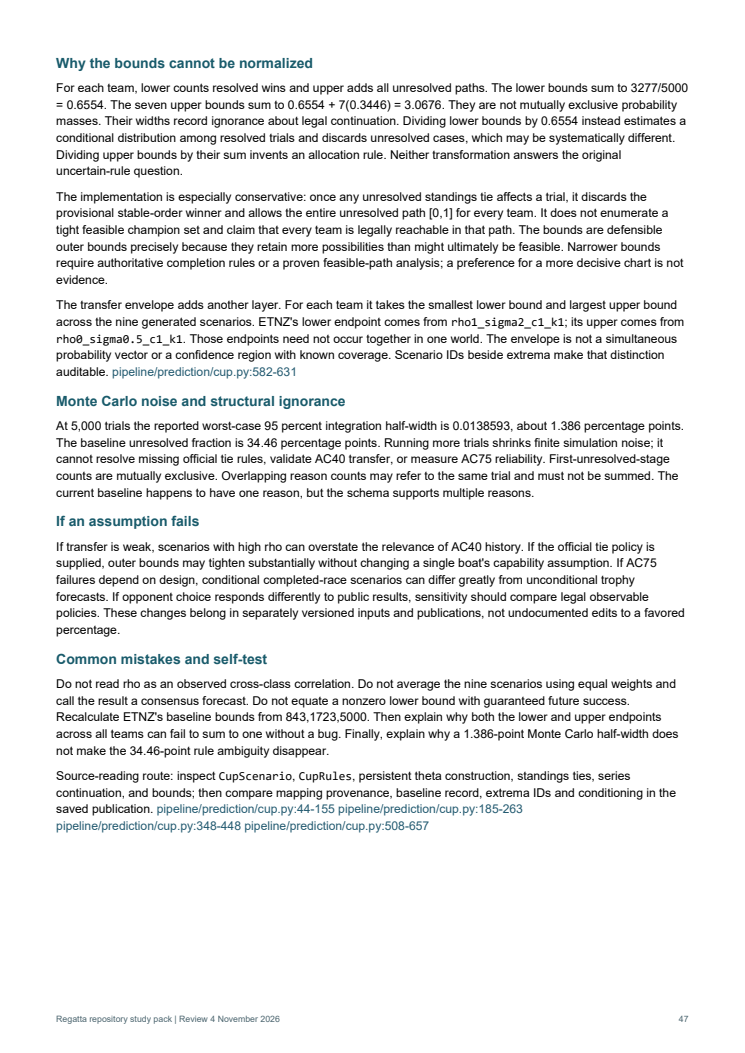 Why the bounds cannot be normalized
For each team, lower counts resolved wins and upper adds all unresolved paths. The lower bounds sum to 3277/5000
= 0.6554. The seven upper bounds sum to 0.6554 + 7(0.3446) = 3.0676. They are not mutually exclusive probability
masses. Their widths record ignorance about legal continuation. Dividing lower bounds by 0.6554 instead estimates a
conditional distribution among resolved trials and discards unresolved cases, which may be systematically different.
Dividing upper bounds by their sum invents an allocation rule. Neither transformation answers the original
uncertain-rule question.
The implementation is especially conservative: once any unresolved standings tie affects a trial, it discards the
provisional stable-order winner and allows the entire unresolved path [0,1] for every team. It does not enumerate a
tight feasible champion set and claim that every team is legally reachable in that path. The bounds are defensible
outer bounds precisely because they retain more possibilities than might ultimately be feasible. Narrower bounds
require authoritative completion rules or a proven feasible-path analysis; a preference for a more decisive chart is not
evidence.
The transfer envelope adds another layer. For each team it takes the smallest lower bound and largest upper bound
across the nine generated scenarios. ETNZ's lower endpoint comes from rho1_sigma2_c1_k1; its upper comes from
rho0_sigma0.5_c1_k1. Those endpoints need not occur together in one world. The envelope is not a simultaneous
probability vector or a confidence region with known coverage. Scenario IDs beside extrema make that distinction
auditable. pipeline/prediction/cup.py:582-631
Monte Carlo noise and structural ignorance
At 5,000 trials the reported worst-case 95 percent integration half-width is 0.0138593, about 1.386 percentage points.
The baseline unresolved fraction is 34.46 percentage points. Running more trials shrinks finite simulation noise; it
cannot resolve missing official tie rules, validate AC40 transfer, or measure AC75 reliability. First-unresolved-stage
counts are mutually exclusive. Overlapping reason counts may refer to the same trial and must not be summed. The
current baseline happens to have one reason, but the schema supports multiple reasons.
If an assumption fails
If transfer is weak, scenarios with high rho can overstate the relevance of AC40 history. If the official tie policy is
supplied, outer bounds may tighten substantially without changing a single boat's capability assumption. If AC75
failures depend on design, conditional completed-race scenarios can differ greatly from unconditional trophy
forecasts. If opponent choice responds differently to public results, sensitivity should compare legal observable
policies. These changes belong in separately versioned inputs and publications, not undocumented edits to a favored
percentage.
Common mistakes and self-test
Do not read rho as an observed cross-class correlation. Do not average the nine scenarios using equal weights and
call the result a consensus forecast. Do not equate a nonzero lower bound with guaranteed future success.
Recalculate ETNZ's baseline bounds from 843,1723,5000. Then explain why both the lower and upper endpoints
across all teams can fail to sum to one without a bug. Finally, explain why a 1.386-point Monte Carlo half-width does
not make the 34.46-point rule ambiguity disappear.
Source-reading route: inspect CupScenario, CupRules, persistent theta construction, standings ties, series
continuation, and bounds; then compare mapping provenance, baseline record, extrema IDs and conditioning in the
saved publication. pipeline/prediction/cup.py:44-155 pipeline/prediction/cup.py:185-263
pipeline/prediction/cup.py:348-448 pipeline/prediction/cup.py:508-657
Regatta repository study pack | Review 4 November 2026
47